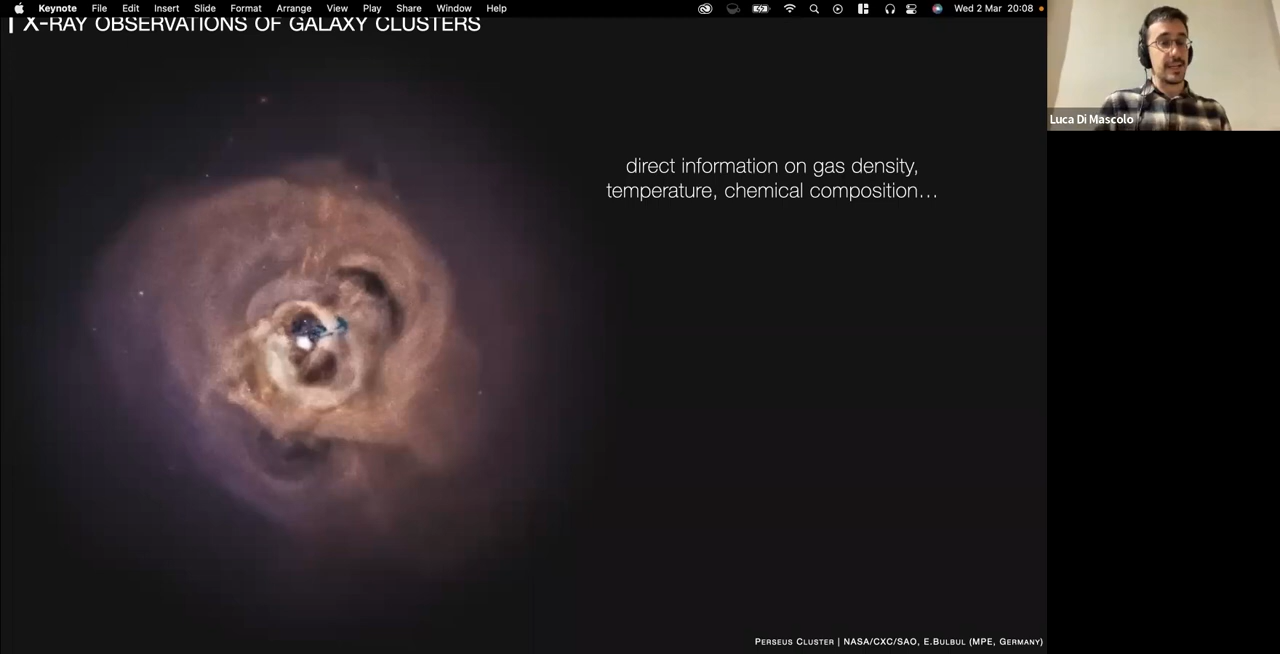 Keynote File Edit Insert Slide Format Arrange View Play Share Window Help Wed 2 Mar 20:08
X-RAY OBSERVATIONS OF GALAXY CLUSTERS
Luca Di Mascolo
direct information on gas density,
temperature, chemical composition…
PERSEUS CLUSTER | NASA/CXC/SAO, E.BULBUL (MPE, GERMANY)